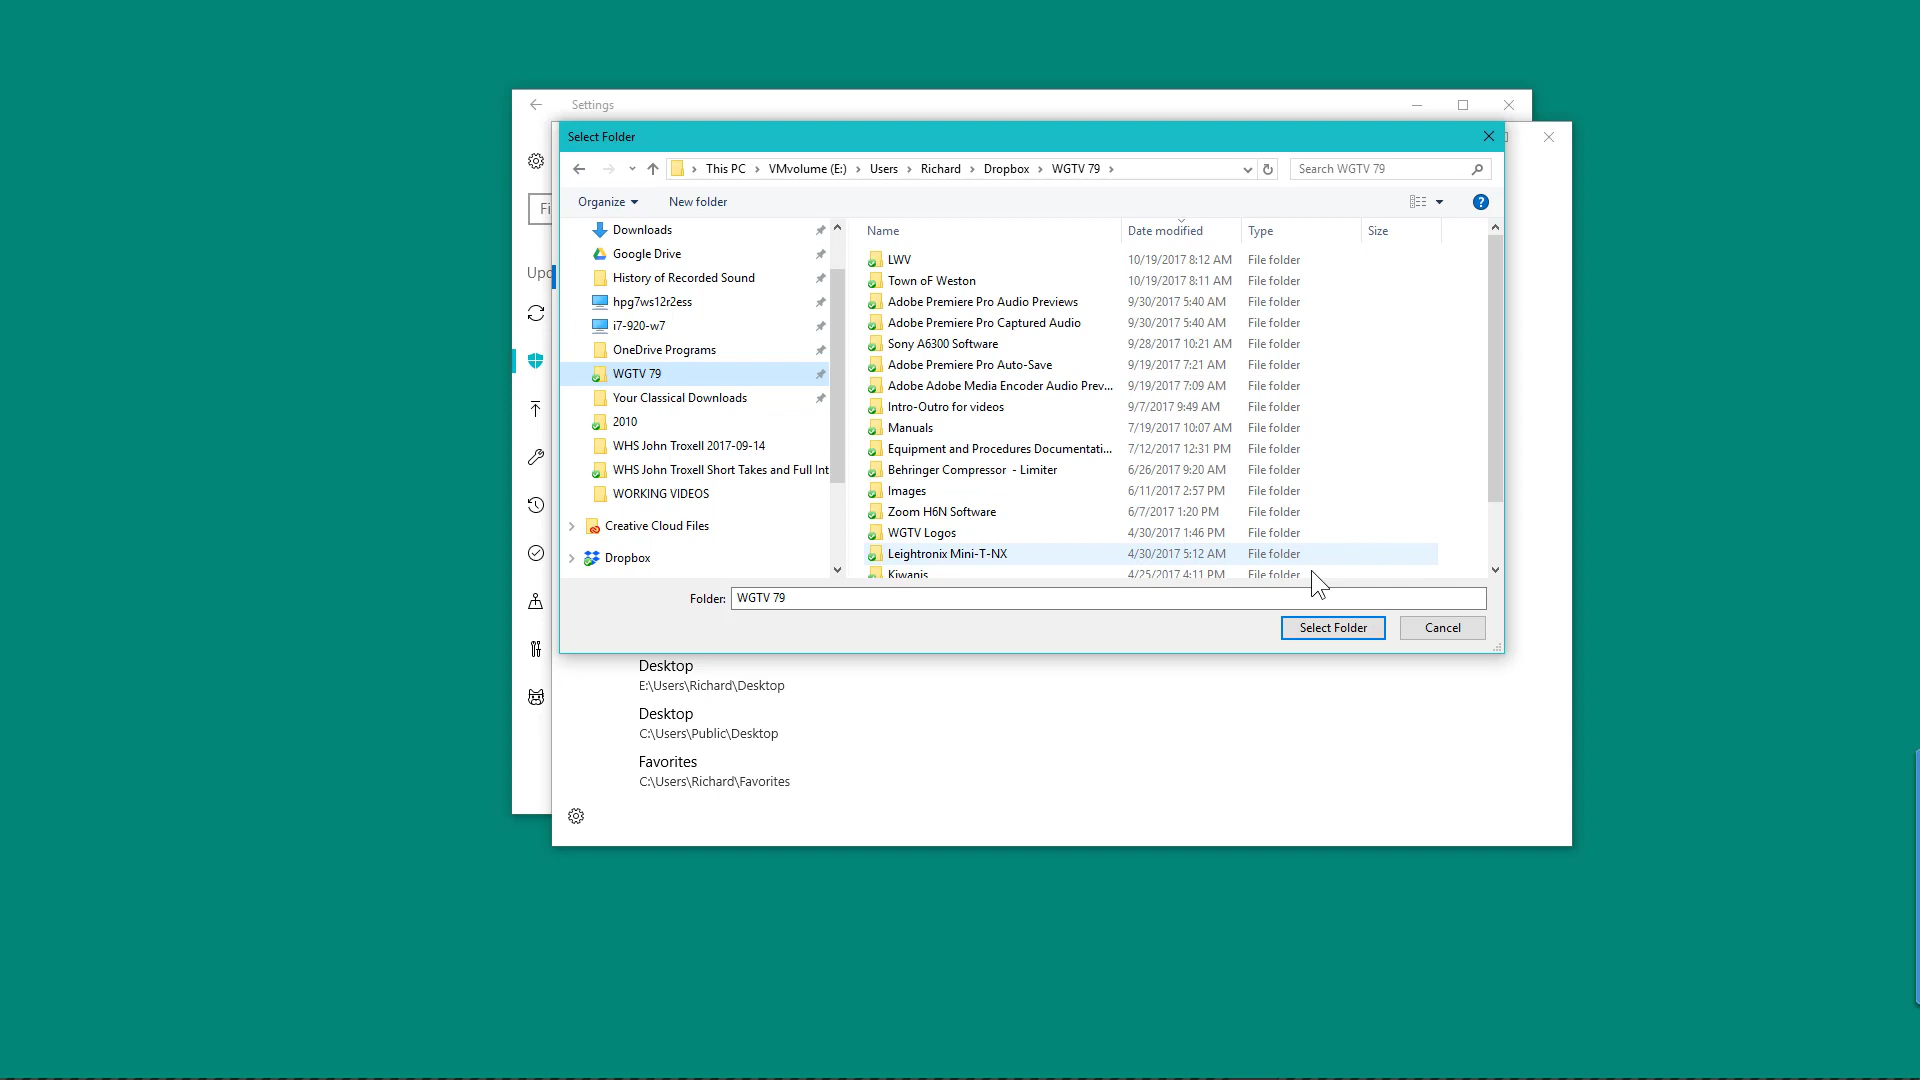 Settings
Select Folder
This PC > VMvolume (E:) > Users > Richard > Dropbox > WGTV 79 >
Search WGTV 79
Organize
New folder
Fi
Upd
Downloads
Google Drive
History of Recorded Sound
hpg7ws12r2ess
i7-920-w7
OneDrive Programs
WGTV 79
Your Classical Downloads
2010
WHS John Troxell 2017-09-14
WHS John Troxell Short Takes and Full Int
WORKING VIDEOS
Creative Cloud Files
Dropbox
Name Date modified Type Size
LWV 10/19/2017 8:12 AM File folder
Town oF Weston 10/19/2017 8:11 AM File folder
Adobe Premiere Pro Audio Previews 9/30/2017 5:40 AM File folder
Adobe Premiere Pro Captured Audio 9/30/2017 5:40 AM File folder
Sony A6300 Software 9/28/2017 10:21 AM File folder
Adobe Premiere Pro Auto-Save 9/19/2017 7:21 AM File folder
Adobe Adobe Media Encoder Audio Prev... 9/19/2017 7:09 AM File folder
Intro-Outro for videos 9/7/2017 9:49 AM File folder
Manuals 7/19/2017 10:07 AM File folder
Equipment and Procedures Documentati... 7/12/2017 12:31 PM File folder
Behringer Compressor - Limiter 6/26/2017 9:20 AM File folder
Images 6/11/2017 2:57 PM File folder
Zoom H6N Software 6/7/2017 1:20 PM File folder
WGTV Logos 4/30/2017 1:46 PM File folder
Leightronix Mini-T-NX 4/30/2017 5:12 AM File folder
Kiwanis 4/25/2017 4:11 PM File folder
Folder: WGTV 79
Select Folder
Cancel
Desktop
E:\Users\Richard\Desktop
Desktop
C:\Users\Public\Desktop
Favorites
C:\Users\Richard\Favorites